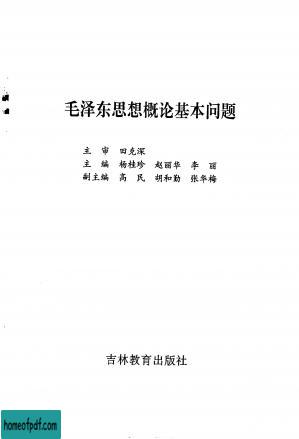 毛泽东思想概论基本问题
主 审 田克深
主 编 杨桂珍 赵丽华 李 丽
副主编 高 民 胡和勤 张华梅
吉林教育出版社
homeofpdf.com